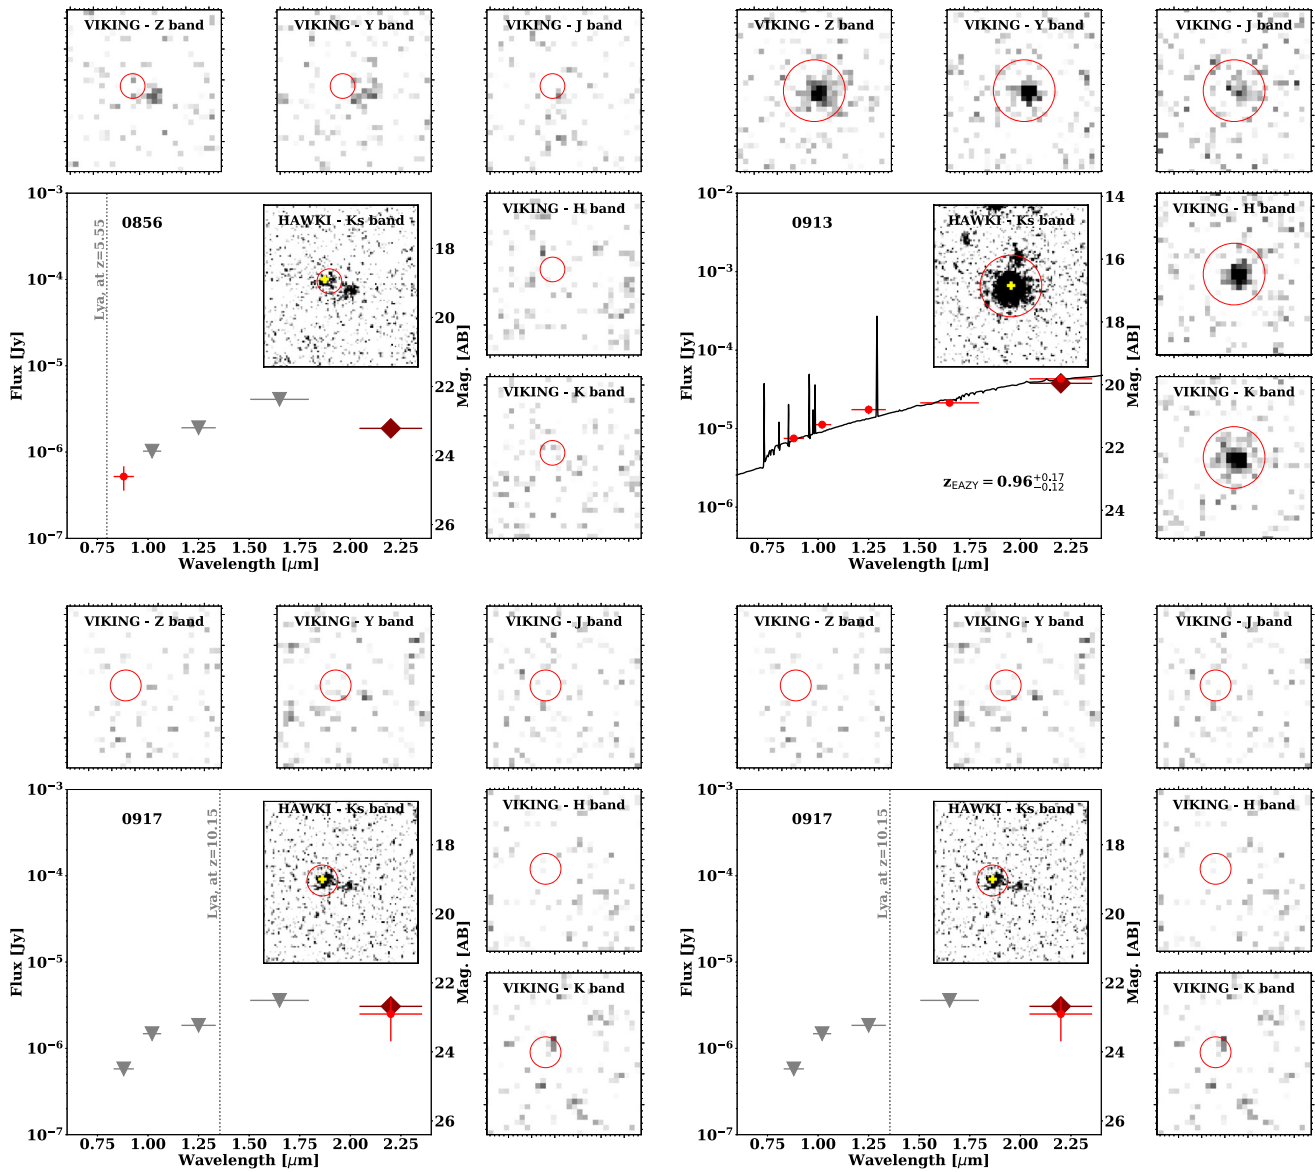 VIKING - Z band
VIKING - Y band
VIKING - J band
0856
Lyα, at z=5.55
HAWKI - Ks band
VIKING - H band
VIKING - K band
10⁻³
10⁻⁴
10⁻⁵
10⁻⁶
10⁻⁷
Flux [Jy]
18
20
22
24
26
Mag. [AB]
0.75 1.00 1.25 1.50 1.75 2.00 2.25
Wavelength [μm]
VIKING - Z band
VIKING - Y band
VIKING - J band
0913
HAWKI - Ks band
VIKING - H band
VIKING - K band
10⁻²
10⁻³
10⁻⁴
10⁻⁵
10⁻⁶
Flux [Jy]
14
16
18
20
22
24
Mag. [AB]
z_EAZY = 0.96^{+0.17}_{−0.12}
0.75 1.00 1.25 1.50 1.75 2.00 2.25
Wavelength [μm]
VIKING - Z band
VIKING - Y band
VIKING - J band
0917
Lyα, at z=10.15
HAWKI - Ks band
VIKING - H band
VIKING - K band
10⁻³
10⁻⁴
10⁻⁵
10⁻⁶
10⁻⁷
Flux [Jy]
18
20
22
24
26
Mag. [AB]
0.75 1.00 1.25 1.50 1.75 2.00 2.25
Wavelength [μm]
VIKING - Z band
VIKING - Y band
VIKING - J band
0917
Lyα, at z=10.15
HAWKI - Ks band
VIKING - H band
VIKING - K band
10⁻³
10⁻⁴
10⁻⁵
10⁻⁶
10⁻⁷
Flux [Jy]
18
20
22
24
26
Mag. [AB]
0.75 1.00 1.25 1.50 1.75 2.00 2.25
Wavelength [μm]